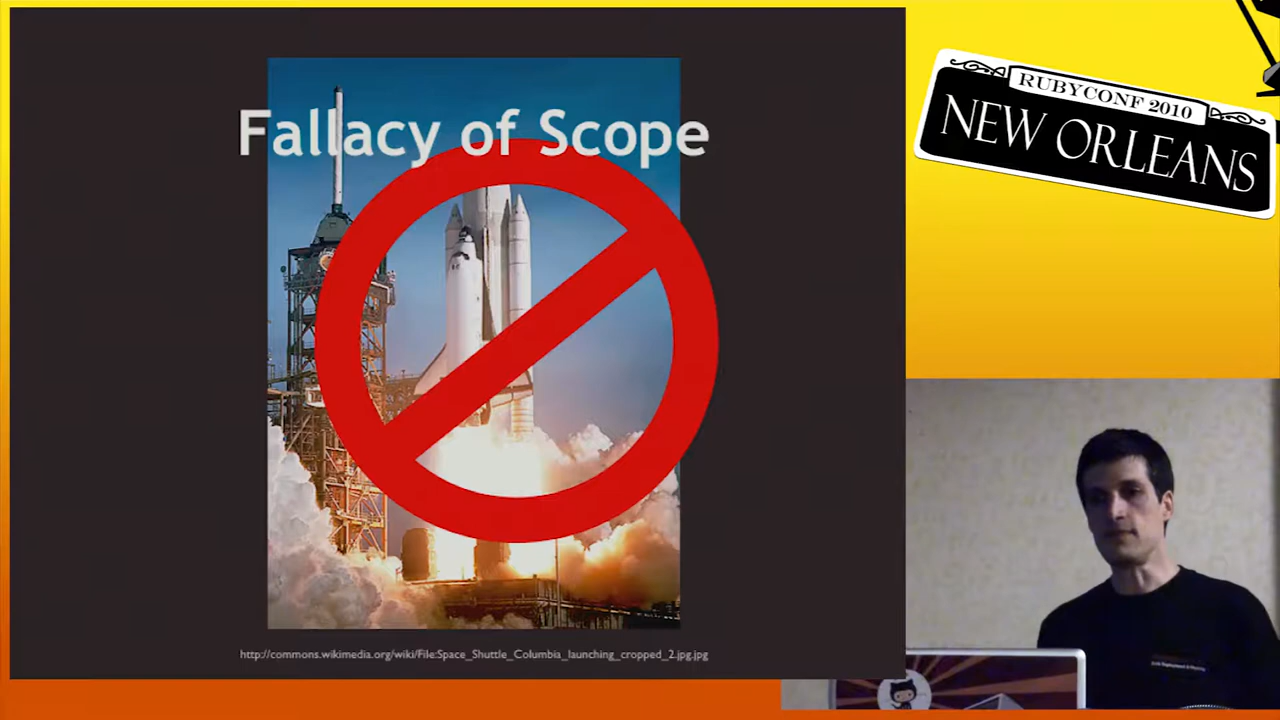 Fallacy of Scope
http://commons.wikimedia.org/wiki/File:Space_Shuttle_Columbia_launching_cropped_2.jpg.jpg
RUBYCONF 2010
NEW ORLEANS